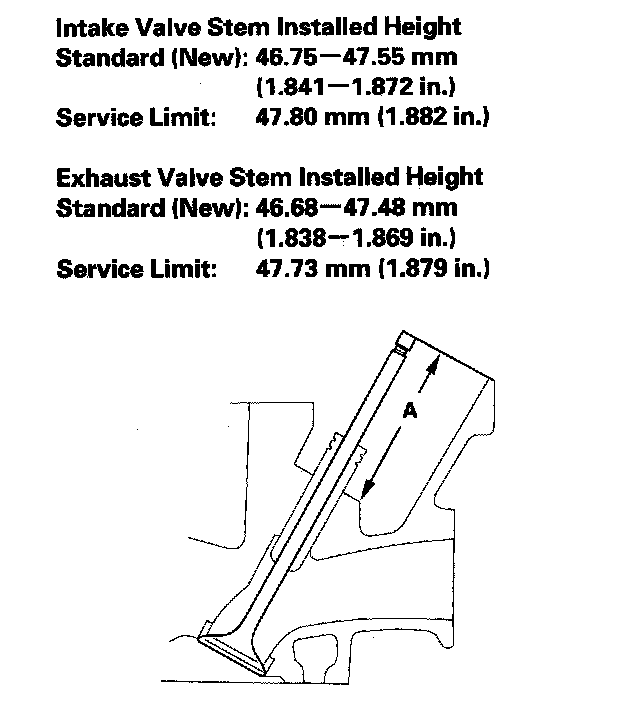 Intake Valve Stem Installed Height
Standard (New): 46.75—47.55 mm
(1.841—1.872 in.)
Service Limit: 47.80 mm (1.882 in.)
Exhaust Valve Stem Installed Height
Standard (New): 46.68—47.48 mm
(1.838—1.869 in.)
Service Limit: 47.73 mm (1.879 in.)
A